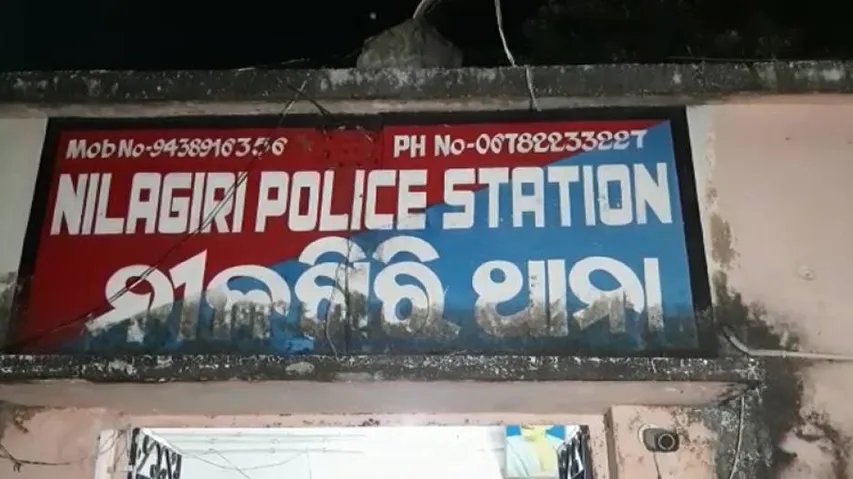 Mob No-9438916356 PH No-06782233227
NILAGIRI POLICE STATION
ନୀଳଗିରି ଥାନା